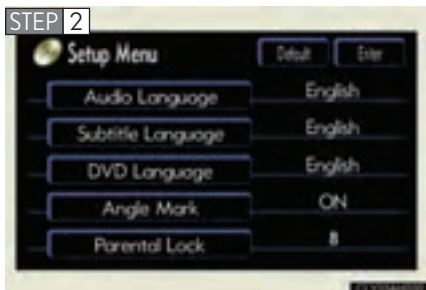 STEP 2
Setup Menu Default Enter
Audio Language English
Subtitle Language English
DVD Language English
Angle Mark ON
Parental Lock 8